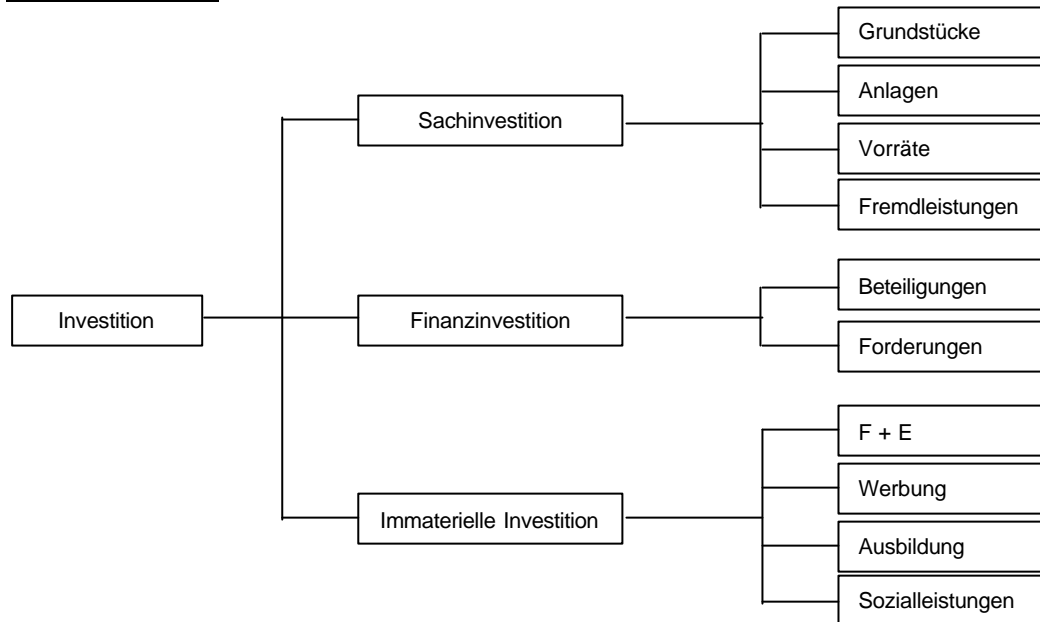 Investition
Sachinvestition
Grundstücke
Anlagen
Vorräte
Fremdleistungen
Finanzinvestition
Beteiligungen
Forderungen
Immaterielle Investition
F + E
Werbung
Ausbildung
Sozialleistungen